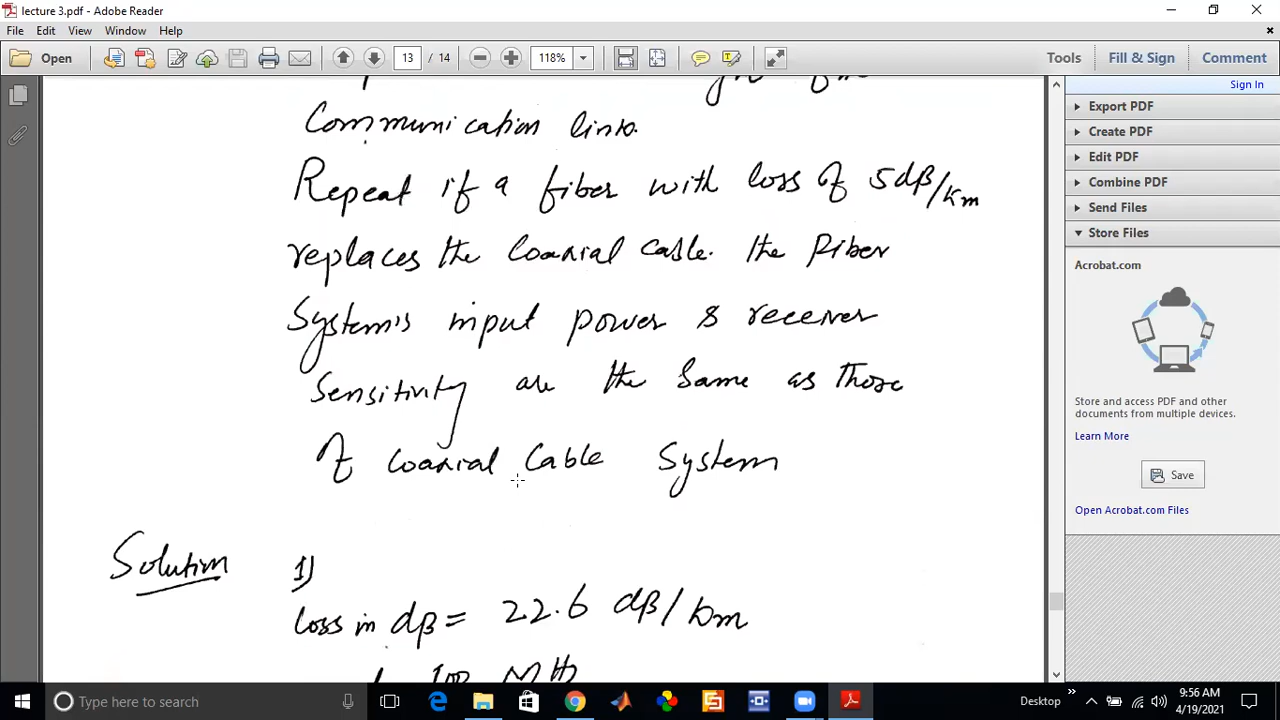 lecture 3.pdf - Adobe Reader
File Edit View Window Help
Open 13 / 14 118% Tools Fill & Sign Comment
Sign In
Export PDF
Create PDF
Edit PDF
Combine PDF
Send Files
Store Files
Acrobat.com
Store and access PDF and other
documents from multiple devices.
Learn More
Save
Open Acrobat.com Files
Communication links.
Repeat if a fiber with loss of 5dB/km
replaces the coaxial cable. the fiber
System's input power & receiver
Sensitivity are the same as those
of coaxial Cable System
Solution 1)
loss in dB = 22.6 dB/km
100 MHz
Type here to search
Desktop
9:56 AM
4/19/2021